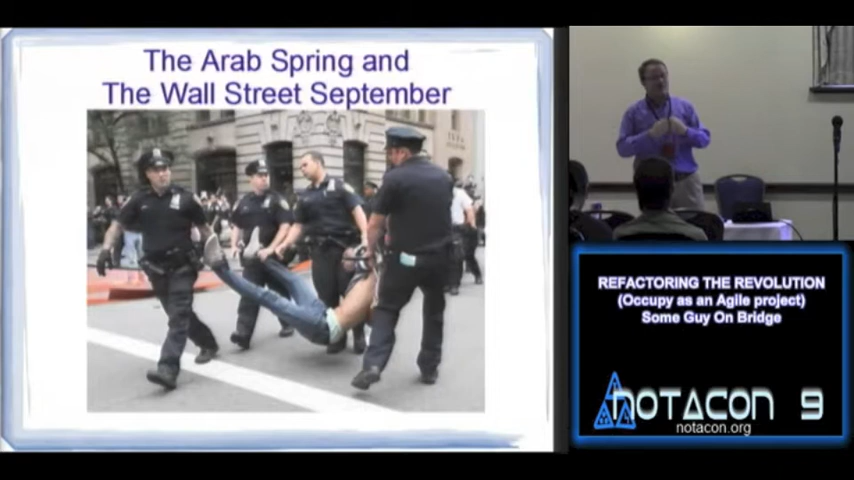 The Arab Spring and
The Wall Street September
REFACTORING THE REVOLUTION
(Occupy as an Agile project)
Some Guy On Bridge
NOTACON 9
notacon.org